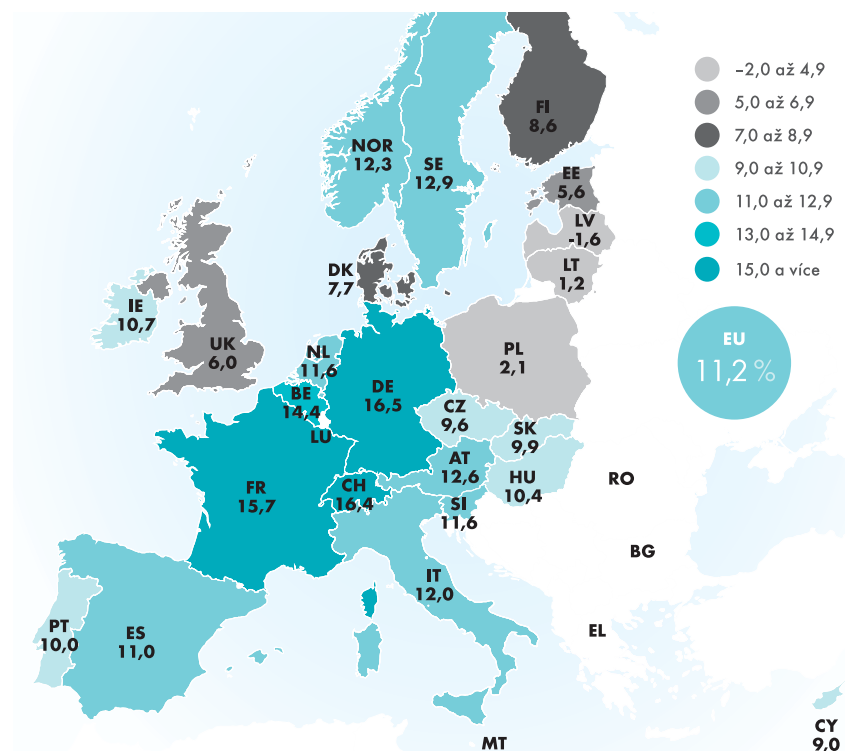 –2,0 až 4,9
5,0 až 6,9
7,0 až 8,9
9,0 až 10,9
11,0 až 12,9
13,0 až 14,9
15,0 a více
EU
11,2 %
FI
8,6
NOR
12,3
SE
12,9
EE
5,6
LV
-1,6
LT
1,2
DK
7,7
IE
10,7
UK
6,0
NL
11,6
BE
14,4
LU
DE
16,5
PL
2,1
CZ
9,6
SK
9,9
AT
12,6
HU
10,4
RO
FR
15,7
CH
16,4
SI
11,6
BG
IT
12,0
EL
PT
10,0
ES
11,0
MT
CY
9,0